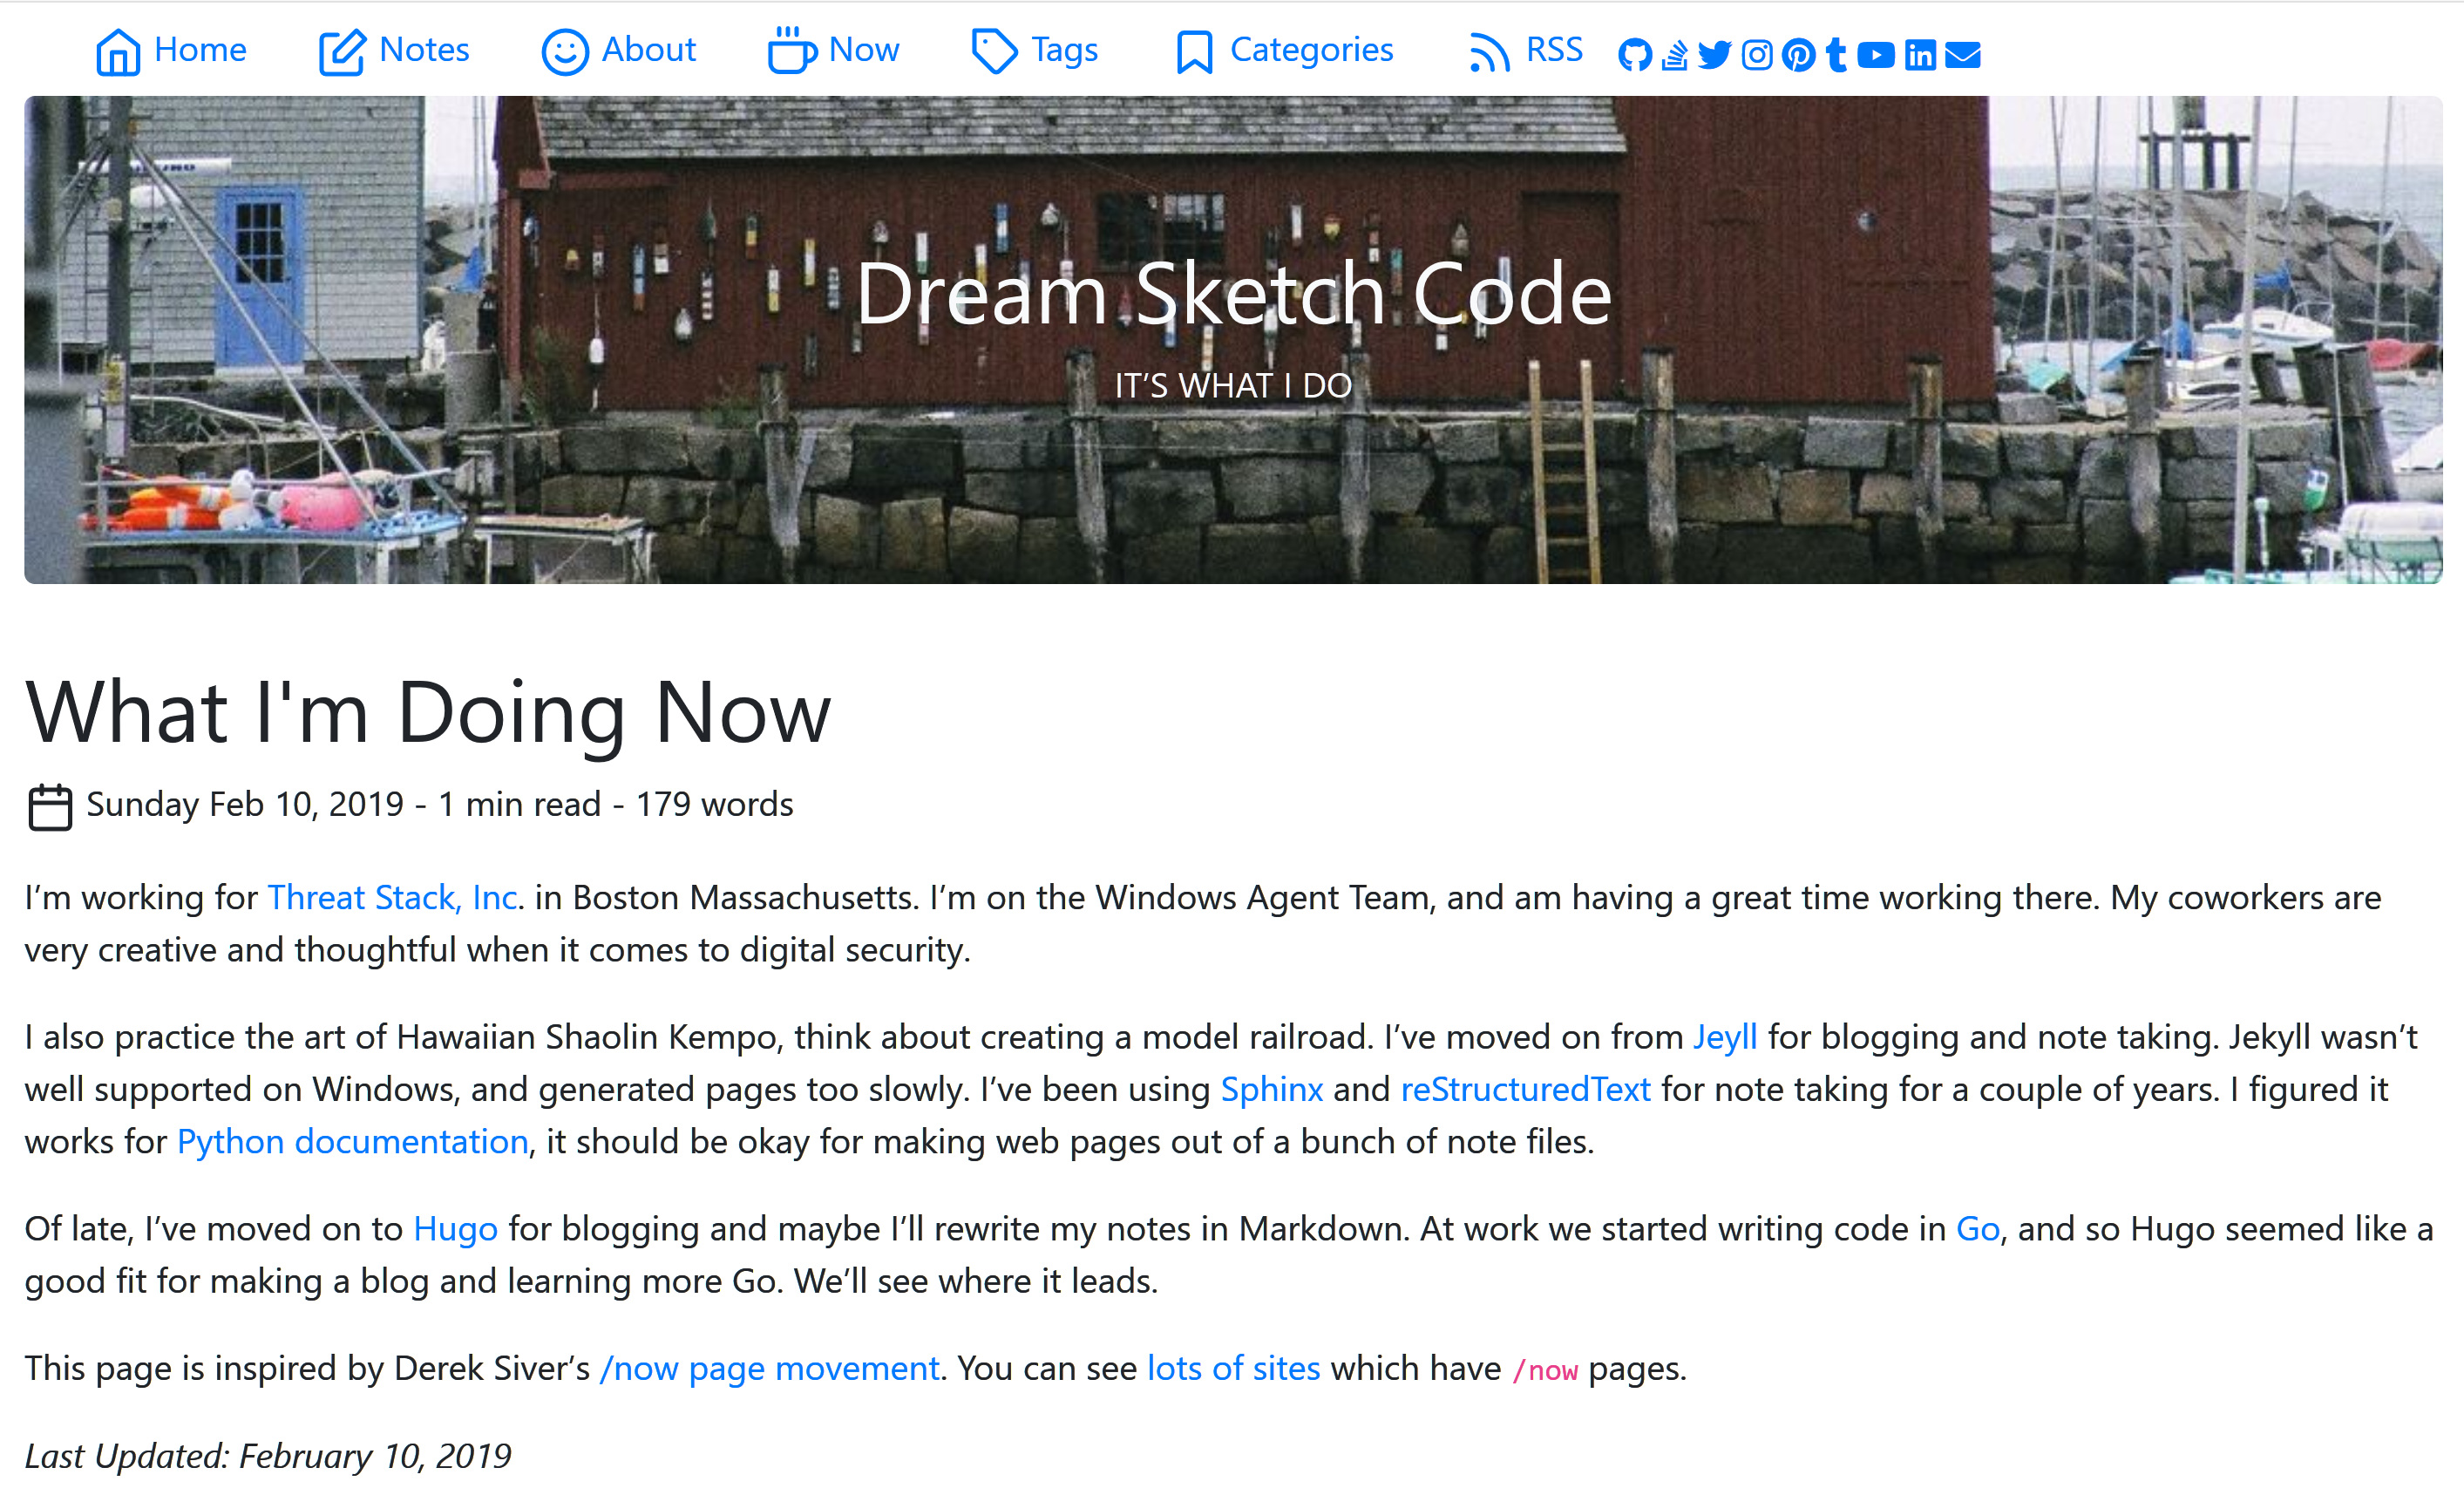 Home Notes About Now Tags Categories RSS
Dream Sketch Code
IT’S WHAT I DO
What I'm Doing Now
Sunday Feb 10, 2019 - 1 min read - 179 words
I’m working for Threat Stack, Inc. in Boston Massachusetts. I’m on the Windows Agent Team, and am having a great time working there. My coworkers are
very creative and thoughtful when it comes to digital security.
I also practice the art of Hawaiian Shaolin Kempo, think about creating a model railroad. I’ve moved on from Jeyll for blogging and note taking. Jekyll wasn’t
well supported on Windows, and generated pages too slowly. I’ve been using Sphinx and reStructuredText for note taking for a couple of years. I figured it
works for Python documentation, it should be okay for making web pages out of a bunch of note files.
Of late, I’ve moved on to Hugo for blogging and maybe I’ll rewrite my notes in Markdown. At work we started writing code in Go, and so Hugo seemed like a
good fit for making a blog and learning more Go. We’ll see where it leads.
This page is inspired by Derek Siver’s /now page movement. You can see lots of sites which have /now pages.
Last Updated: February 10, 2019